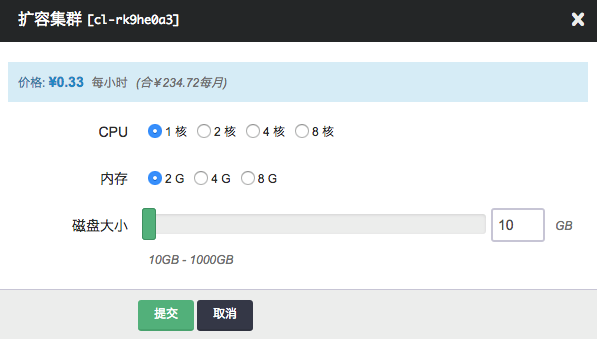 扩容集群 [cl-rk9he0a3]
价格: ¥0.33 每小时 (合¥234.72每月)
CPU 1 核 2 核 4 核 8 核
内存 2 G 4 G 8 G
磁盘大小 10 GB
10GB - 1000GB
提交 取消